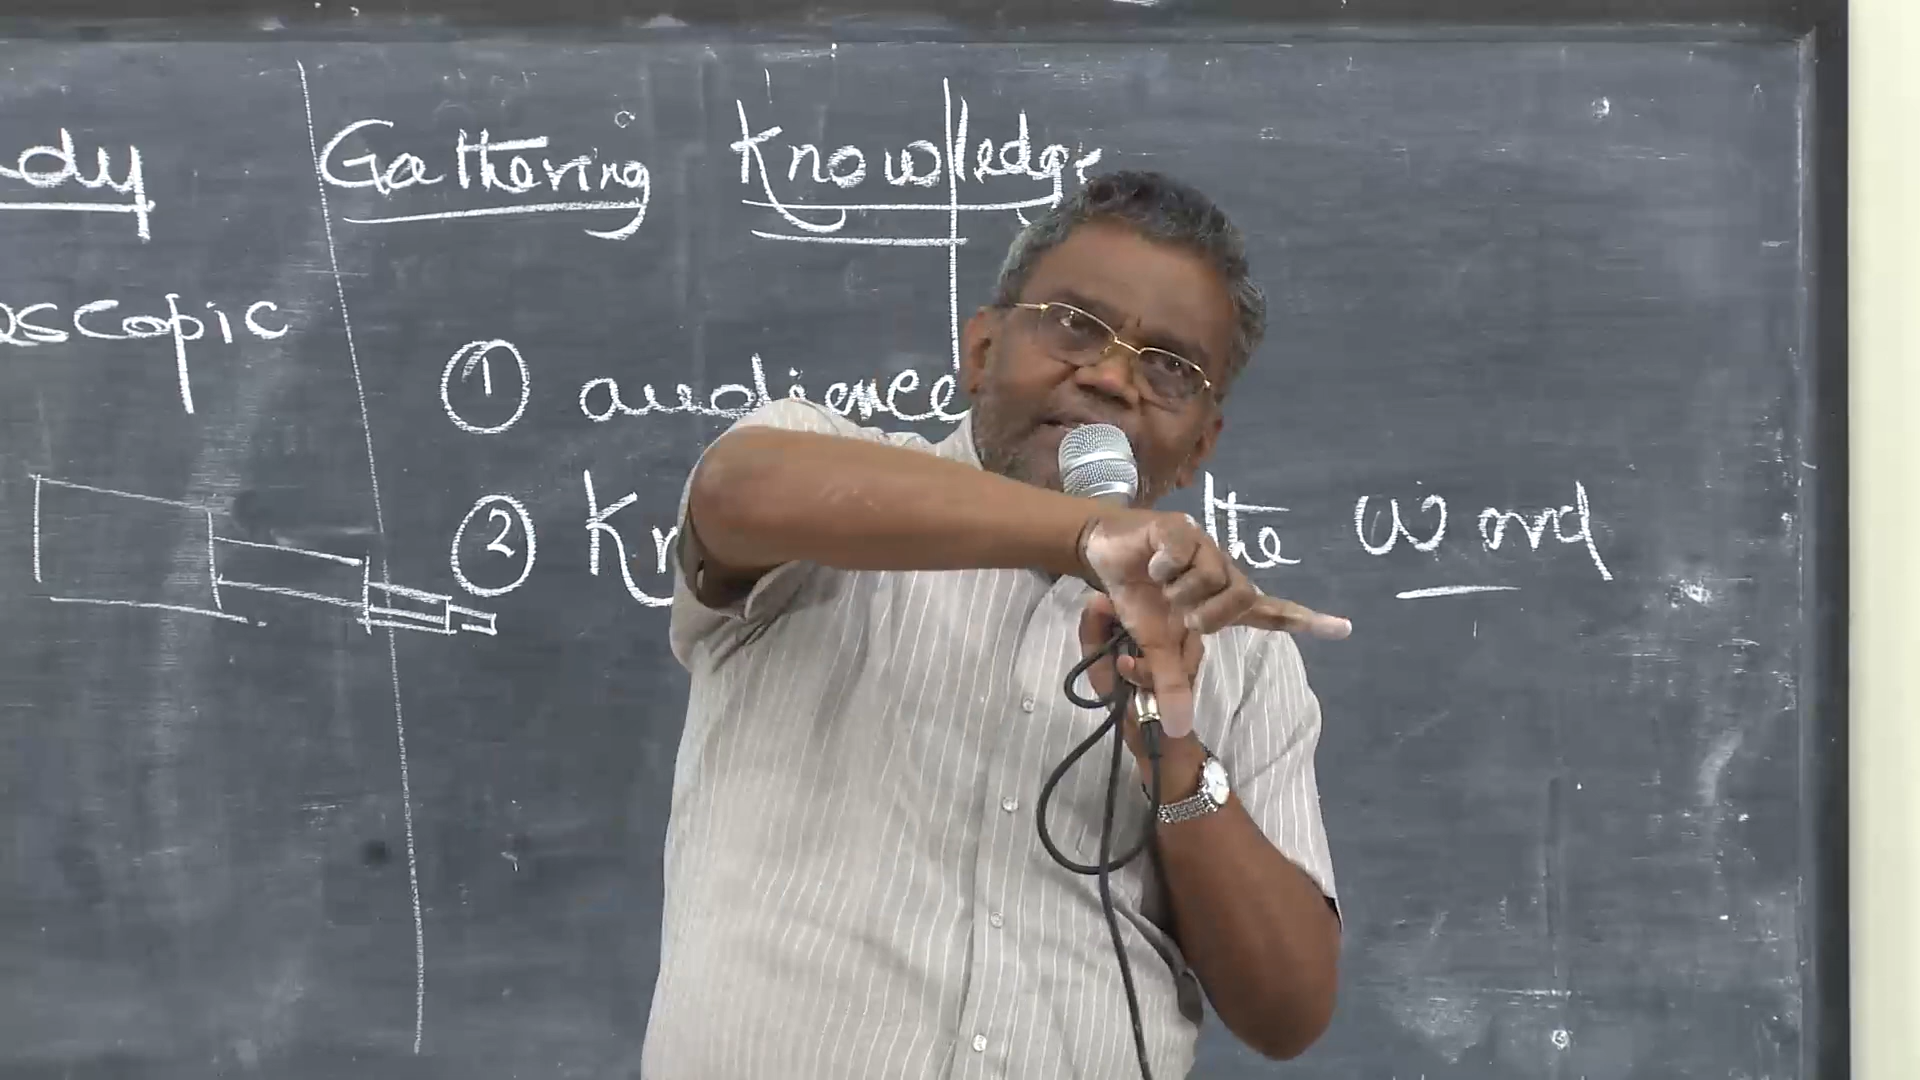 dy
scopic
Gathering Knowledge
① audience
② Kn the Word